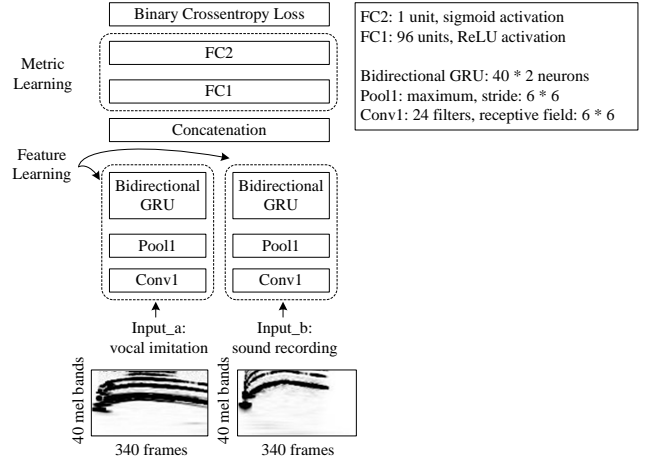 Binary Crossentropy Loss
FC2
FC1
Metric
Learning
Concatenation
Feature
Learning
Bidirectional
GRU
Pool1
Conv1
Bidirectional
GRU
Pool1
Conv1
Input_a:
vocal imitation
Input_b:
sound recording
40 mel bands
340 frames
40 mel bands
340 frames
FC2: 1 unit, sigmoid activation
FC1: 96 units, ReLU activation
Bidirectional GRU: 40 * 2 neurons
Pool1: maximum, stride: 6 * 6
Conv1: 24 filters, receptive field: 6 * 6